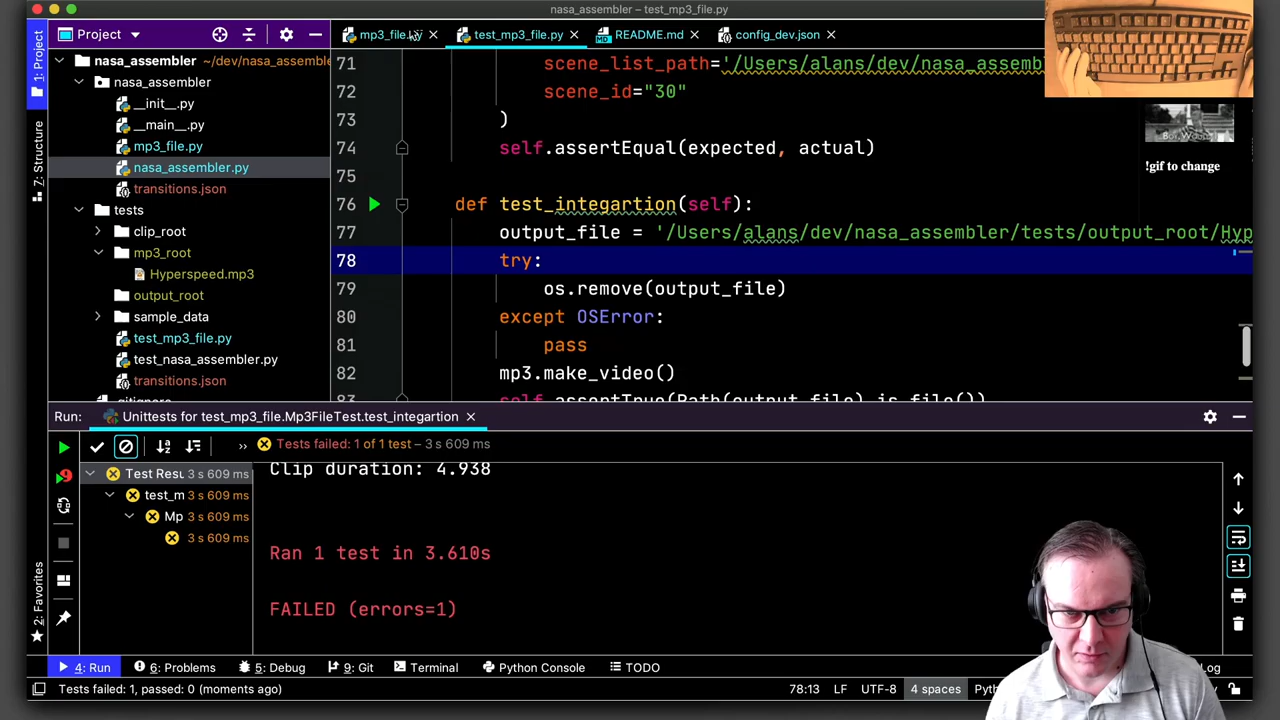 nasa_assembler – test_mp3_file.py
Project
mp3_file.py
test_mp3_file.py
README.md
config_dev.json
1: Project
7: Structure
2: Favorites
nasa_assembler ~/dev/nasa_assemble
nasa_assembler
__init__.py
__main__.py
mp3_file.py
nasa_assembler.py
transitions.json
tests
clip_root
mp3_root
Hyperspeed.mp3
output_root
sample_data
test_mp3_file.py
test_nasa_assembler.py
transitions.json
.gitignore
71 scene_list_path='/Users/alans/dev/nasa_assemb
72 scene_id="30"
73 )
74 self.assertEqual(expected, actual)
75
76 def test_integartion(self):
77 output_file = '/Users/alans/dev/nasa_assembler/tests/output_root/Hyp
78 try:
79 os.remove(output_file)
80 except OSError:
81 pass
82 mp3.make_video()
83 self.assertTrue(Path(output_file).is_file())
!gif to change
Run: Unittests for test_mp3_file.Mp3FileTest.test_integartion
» Tests failed: 1 of 1 test – 3 s 609 ms
Test Resu 3 s 609 ms
test_m 3 s 609 ms
Mp 3 s 609 ms
3 s 609 ms
Clip duration: 4.938
Ran 1 test in 3.610s
FAILED (errors=1)
4: Run
6: Problems
5: Debug
9: Git
Terminal
Python Console
TODO
Log
Tests failed: 1, passed: 0 (moments ago)
78:13
LF
UTF-8
4 spaces